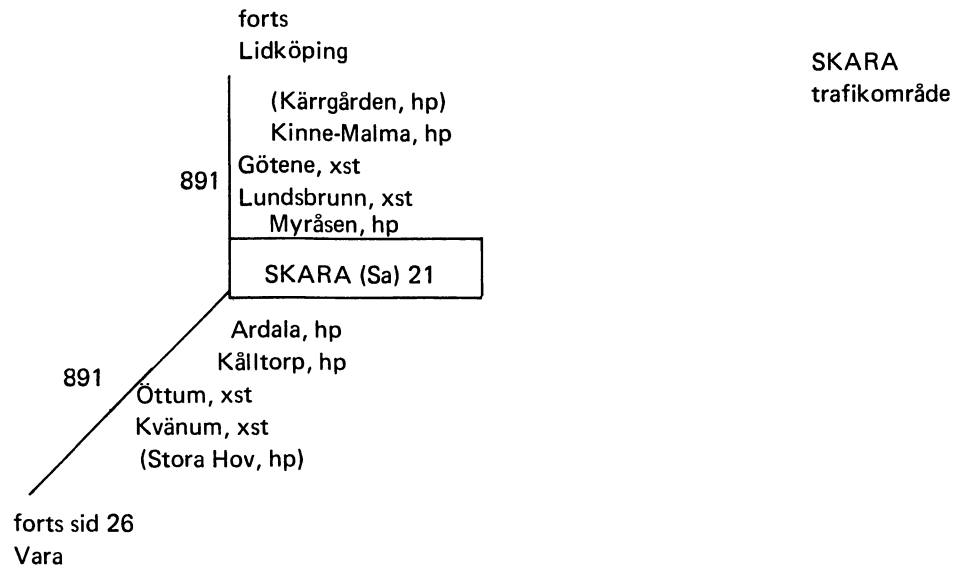 forts
Lidköping
SKARA
trafikområde
(Kärrgården, hp)
Kinne-Malma, hp
Götene, xst
891
Lundsbrunn, xst
Myråsen, hp
SKARA (Sa) 21
Ardala, hp
Kålltorp, hp
891
Öttum, xst
Kvänum, xst
(Stora Hov, hp)
forts sid 26
Vara